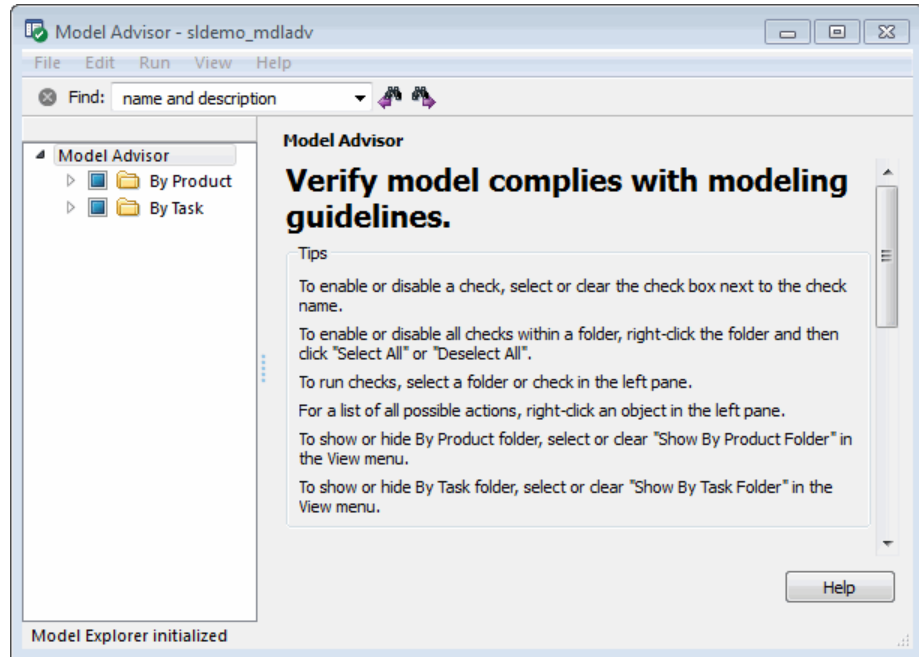 Model Advisor - sldemo_mdladv
File Edit Run View Help
Find: name and description
Model Advisor
By Product
By Task
Model Advisor
Verify model complies with modeling
guidelines.
Tips
To enable or disable a check, select or clear the check box next to the check
name.
To enable or disable all checks within a folder, right-click the folder and then
click "Select All" or "Deselect All".
To run checks, select a folder or check in the left pane.
For a list of all possible actions, right-click an object in the left pane.
To show or hide By Product folder, select or clear "Show By Product Folder" in
the View menu.
To show or hide By Task folder, select or clear "Show By Task Folder" in the
View menu.
Help
Model Explorer initialized